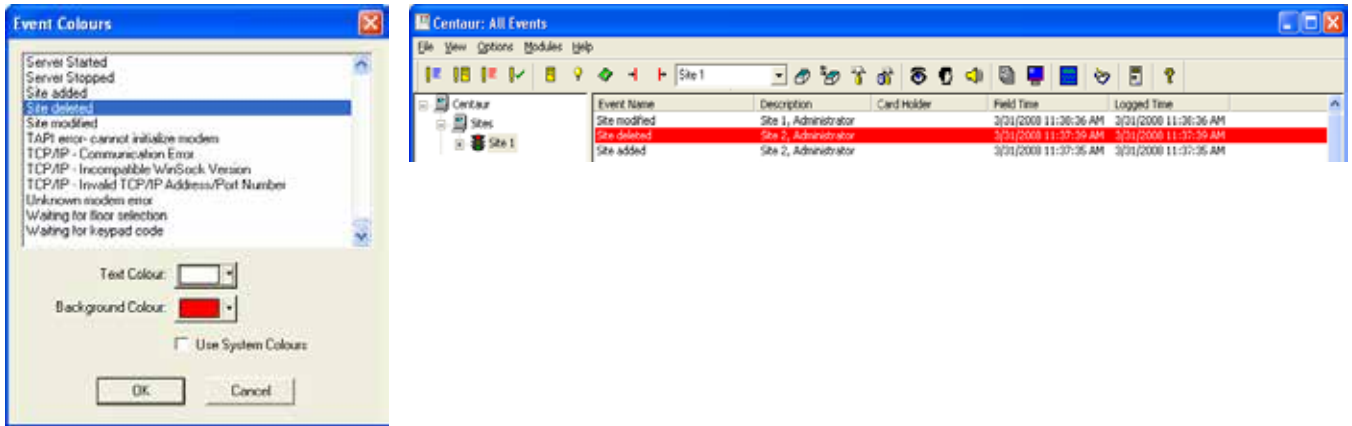 Event Colours
Server Started
Server Stopped
Site added
Site deleted
Site modified
TAPI error- cannot initialize modem
TCP/IP - Communication Error
TCP/IP - Incompatible WinSock Version
TCP/IP - Invalid TCP/IP Address/Port Number
Unknown modem error
Waiting for floor selection
Waiting for keypad code
Text Colour:
Background Colour:
Use System Colours
OK
Cancel
Centaur: All Events
File View Options Modules Help
Site 1
Centaur
Sites
Site 1
Event Name Description Card Holder Field Time Logged Time
Site modified Site 1, Administrator 3/31/2008 11:38:36 AM 3/31/2008 11:38:36 AM
Site deleted Site 2, Administrator 3/31/2008 11:37:39 AM 3/31/2008 11:37:39 AM
Site added Site 2, Administrator 3/31/2008 11:37:35 AM 3/31/2008 11:37:35 AM